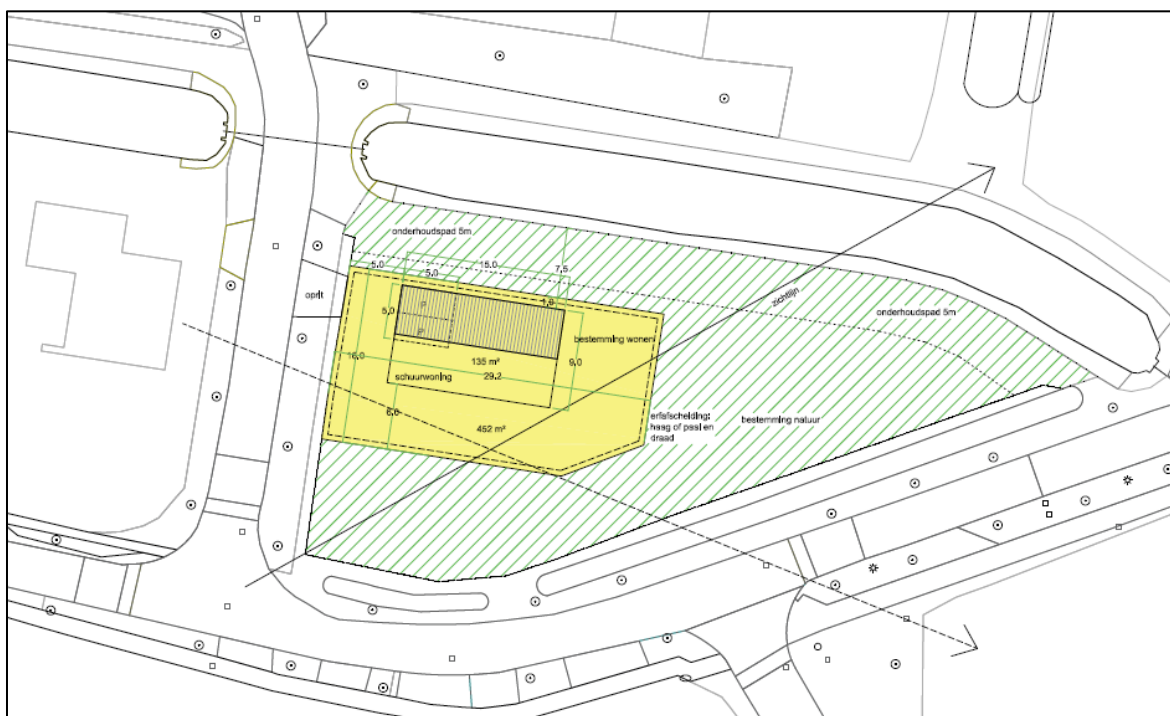 onderhoudspad 5m
5,0
15,0
7,5
5,0
oprit
P
1,0
zichtlijn
5,0
P
onderhoudspad 5m
bestemming wonen
16,0
135 m²
9,0
schuurwoning
29,2
6,0
erfafscheiding:
haag of paal en
draad
bestemming natuur
452 m²